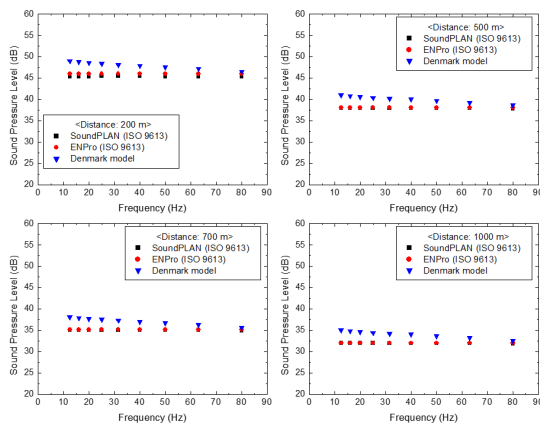 60
55
50
45
40
35
30
25
20
Sound Pressure Level (dB)
<Distance: 200 m>
SoundPLAN (ISO 9613)
ENPro (ISO 9613)
Denmark model
0 10 20 30 40 50 60 70 80 90
Frequency (Hz)
60
55
50
45
40
35
30
25
20
Sound Pressure Level (dB)
<Distance: 500 m>
SoundPLAN (ISO 9613)
ENPro (ISO 9613)
Denmark model
0 10 20 30 40 50 60 70 80 90
Frequency (Hz)
60
55
50
45
40
35
30
25
20
Sound Pressure Level (dB)
<Distance: 700 m>
SoundPLAN (ISO 9613)
ENPro (ISO 9613)
Denmark model
0 10 20 30 40 50 60 70 80 90
Frequency (Hz)
60
55
50
45
40
35
30
25
20
Sound Pressure Level (dB)
<Distance: 1000 m>
SoundPLAN (ISO 9613)
ENPro (ISO 9613)
Denmark model
0 10 20 30 40 50 60 70 80 90
Frequency (Hz)